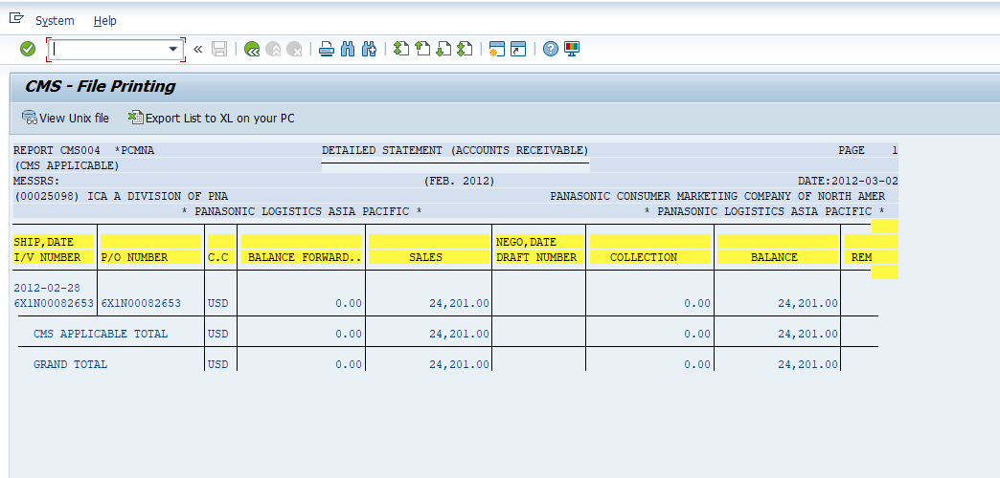 System Help
«
CMS - File Printing
View Unix file Export List to XL on your PC
REPORT CMS004 *PCMNA DETAILED STATEMENT (ACCOUNTS RECEIVABLE) PAGE 1
(CMS APPLICABLE)
MESSRS: (FEB. 2012) DATE:2012-03-02
(00025098) ICA A DIVISION OF PNA PANASONIC CONSUMER MARKETING COMPANY OF NORTH AMER
* PANASONIC LOGISTICS ASIA PACIFIC * * PANASONIC LOGISTICS ASIA PACIFIC *
SHIP,DATE NEGO,DATE
I/V NUMBER P/O NUMBER C.C BALANCE FORWARD.. SALES DRAFT NUMBER COLLECTION BALANCE REM
2012-02-28
6X1N00082653 6X1N00082653 USD 0.00 24,201.00 0.00 24,201.00
CMS APPLICABLE TOTAL USD 0.00 24,201.00 0.00 24,201.00
GRAND TOTAL USD 0.00 24,201.00 0.00 24,201.00